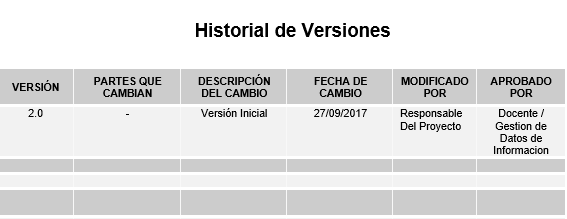 Historial de Versiones
VERSIÓN
PARTES QUE
CAMBIAN
DESCRIPCIÓN
DEL CAMBIO
FECHA DE
CAMBIO
MODIFICADO
POR
APROBADO
POR
2.0
-
Versión Inicial
27/09/2017
Responsable
Del Proyecto
Docente /
Gestion de
Datos de
Informacion